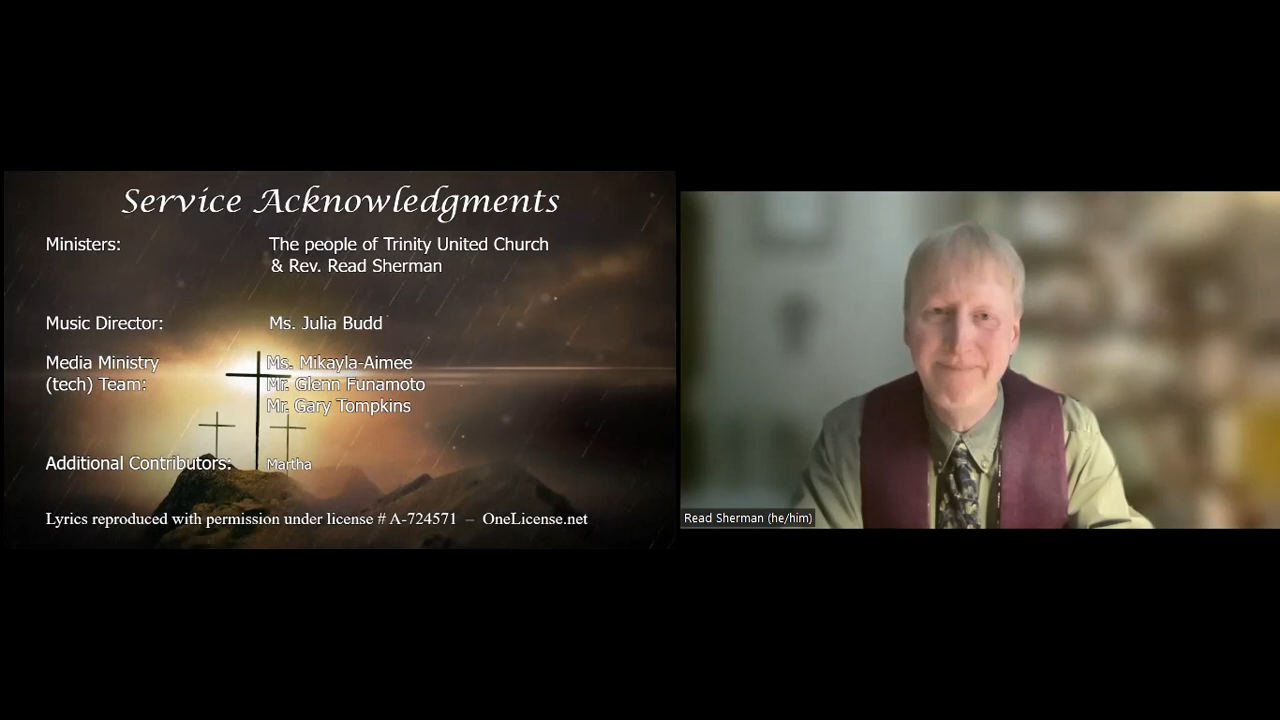 Service Acknowledgments
Ministers: The people of Trinity United Church
& Rev. Read Sherman
Music Director: Ms. Julia Budd
Media Ministry Ms. Mikayla-Aimee
(tech) Team: Mr. Glenn Funamoto
Mr. Gary Tompkins
Additional Contributors: Martha
Lyrics reproduced with permission under license # A-724571 – OneLicense.net
Read Sherman (he/him)